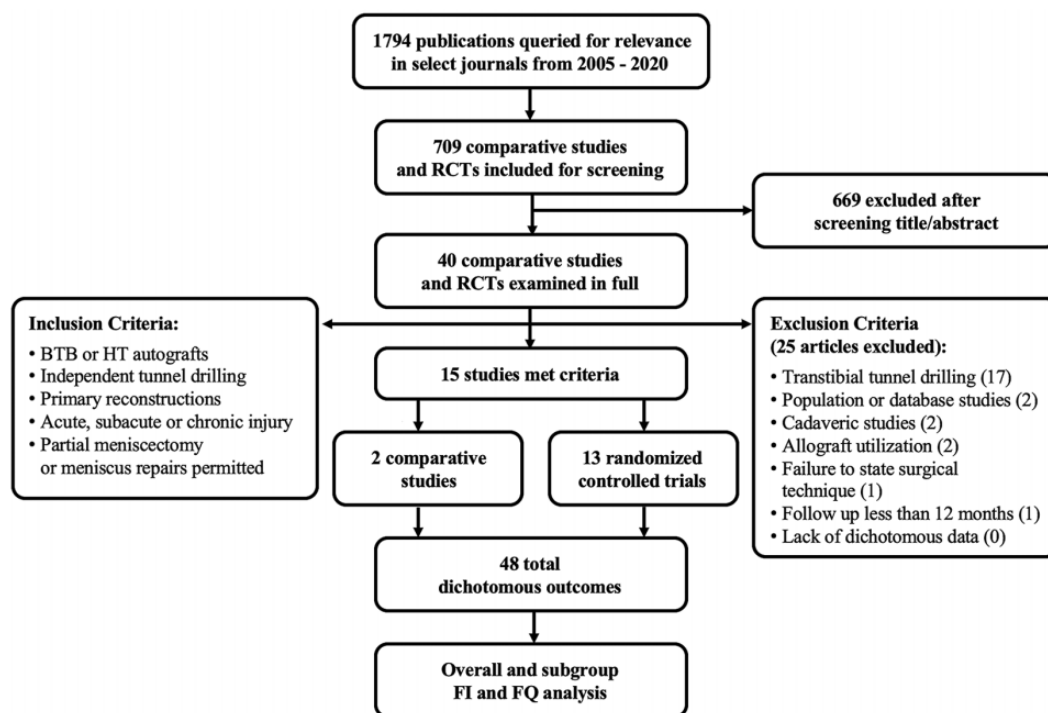 1794 publications queried for relevance
in select journals from 2005 - 2020
709 comparative studies
and RCTs included for screening
669 excluded after
screening title/abstract
40 comparative studies
and RCTs examined in full
Inclusion Criteria:
• BTB or HT autografts
• Independent tunnel drilling
• Primary reconstructions
• Acute, subacute or chronic injury
• Partial meniscectomy
or meniscus repairs permitted
Exclusion Criteria
(25 articles excluded):
• Transtibial tunnel drilling (17)
• Population or database studies (2)
• Cadaveric studies (2)
• Allograft utilization (2)
• Failure to state surgical
technique (1)
• Follow up less than 12 months (1)
• Lack of dichotomous data (0)
15 studies met criteria
2 comparative
studies
13 randomized
controlled trials
48 total
dichotomous outcomes
Overall and subgroup
FI and FQ analysis